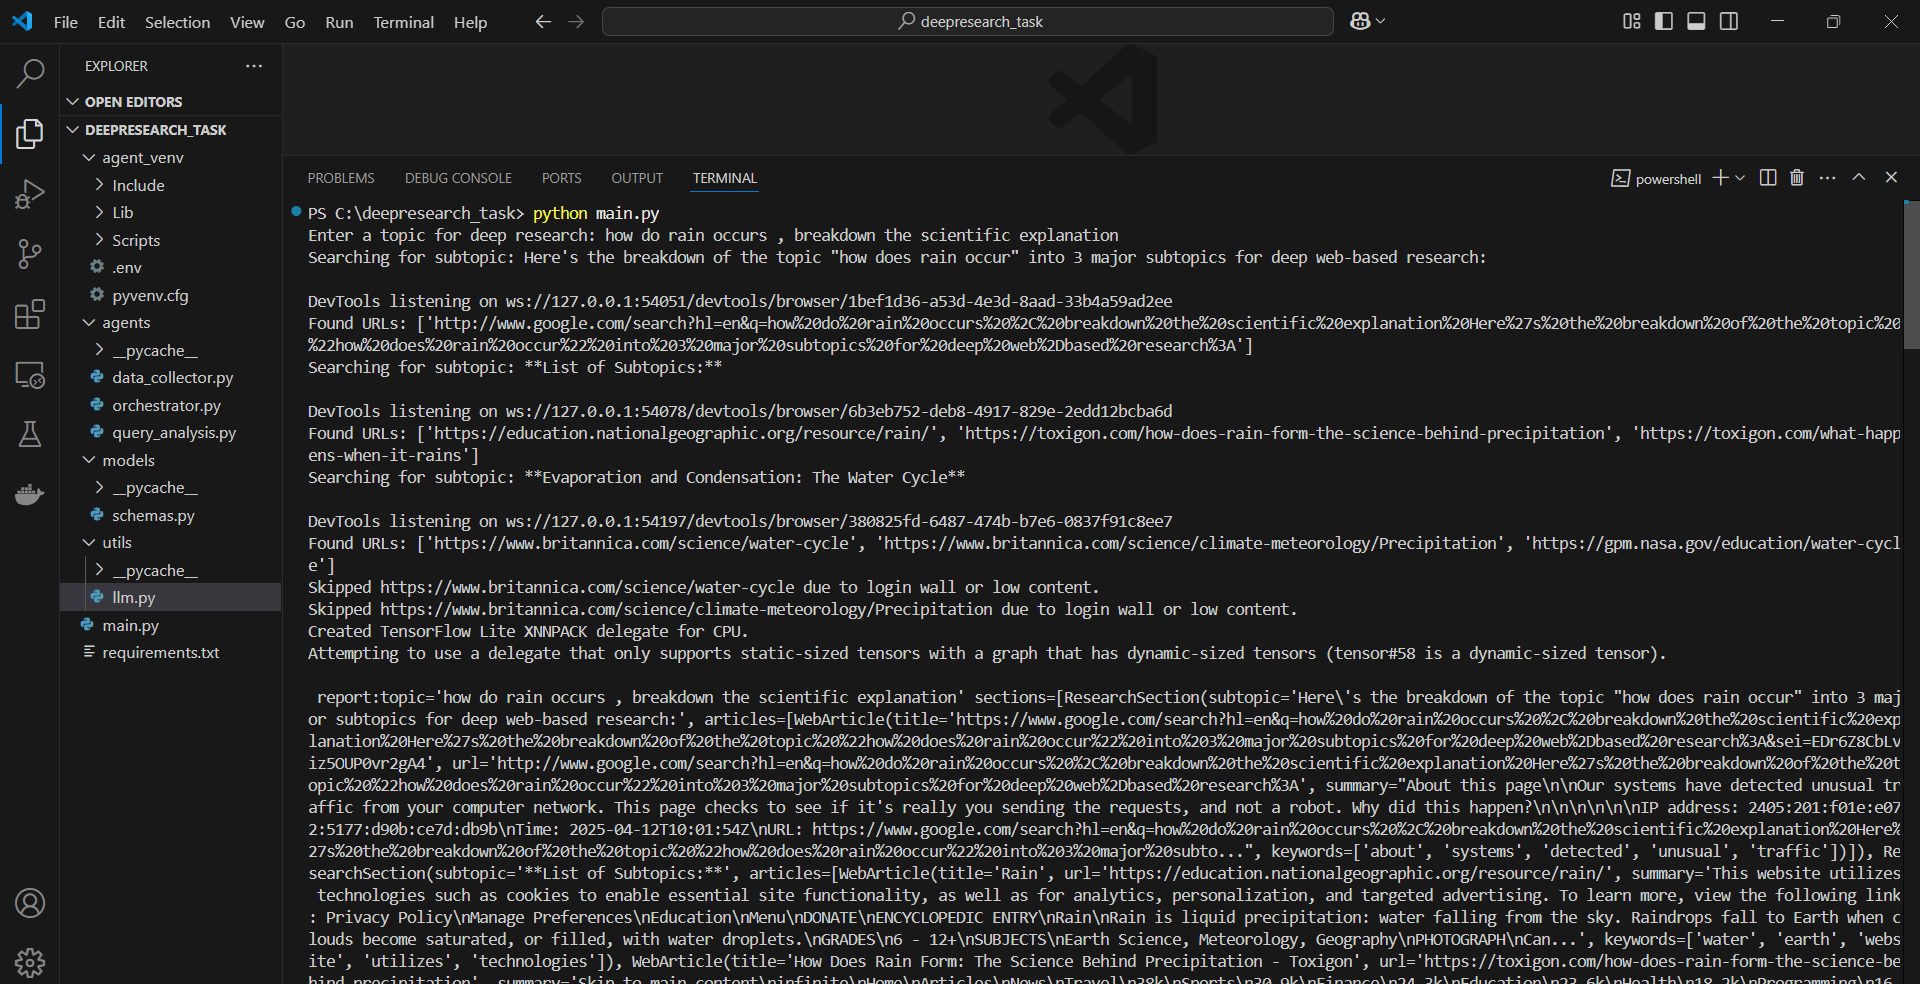 File Edit Selection View Go Run Terminal Help
deepresearch_task
EXPLORER
OPEN EDITORS
DEEPRESEARCH_TASK
agent_venv
Include
Lib
Scripts
.env
pyvenv.cfg
agents
__pycache__
data_collector.py
orchestrator.py
query_analysis.py
models
__pycache__
schemas.py
utils
__pycache__
llm.py
main.py
requirements.txt
PROBLEMS DEBUG CONSOLE PORTS OUTPUT TERMINAL
powershell
PS C:\deepresearch_task> python main.py
Enter a topic for deep research: how do rain occurs , breakdown the scientific explanation
Searching for subtopic: Here's the breakdown of the topic "how does rain occur" into 3 major subtopics for deep web-based research:
DevTools listening on ws://127.0.0.1:54051/devtools/browser/1bef1d36-a53d-4e3d-8aad-33b4a59ad2ee
Found URLs: ['http://www.google.com/search?hl=en&q=how%20do%20rain%20occurs%20%2C%20breakdown%20the%20scientific%20explanation%20Here%27s%20the%20breakdown%20of%20the%20topic%20
%22how%20does%20rain%20occur%22%20into%203%20major%20subtopics%20for%20deep%20web%2Dbased%20research%3A']
Searching for subtopic: **List of Subtopics:**
DevTools listening on ws://127.0.0.1:54078/devtools/browser/6b3eb752-deb8-4917-829e-2edd12bcba6d
Found URLs: ['https://education.nationalgeographic.org/resource/rain/', 'https://toxigon.com/how-does-rain-form-the-science-behind-precipitation', 'https://toxigon.com/what-happ
ens-when-it-rains']
Searching for subtopic: **Evaporation and Condensation: The Water Cycle**
DevTools listening on ws://127.0.0.1:54197/devtools/browser/380825fd-6487-474b-b7e6-0837f91c8ee7
Found URLs: ['https://www.britannica.com/science/water-cycle', 'https://www.britannica.com/science/climate-meteorology/Precipitation', 'https://gpm.nasa.gov/education/water-cycl
e']
Skipped https://www.britannica.com/science/water-cycle due to login wall or low content.
Skipped https://www.britannica.com/science/climate-meteorology/Precipitation due to login wall or low content.
Created TensorFlow Lite XNNPACK delegate for CPU.
Attempting to use a delegate that only supports static-sized tensors with a graph that has dynamic-sized tensors (tensor#58 is a dynamic-sized tensor).
report:topic='how do rain occurs , breakdown the scientific explanation' sections=[ResearchSection(subtopic='Here\'s the breakdown of the topic "how does rain occur" into 3 maj
or subtopics for deep web-based research:', articles=[WebArticle(title='https://www.google.com/search?hl=en&q=how%20do%20rain%20occurs%20%2C%20breakdown%20the%20scientific%20exp
lanation%20Here%27s%20the%20breakdown%20of%20the%20topic%20%22how%20does%20rain%20occur%22%20into%203%20major%20subtopics%20for%20deep%20web%2Dbased%20research%3A&sei=EDr6Z8CbLv
iz5OUP0vr2gA4', url='http://www.google.com/search?hl=en&q=how%20do%20rain%20occurs%20%2C%20breakdown%20the%20scientific%20explanation%20Here%27s%20the%20breakdown%20of%20the%20t
opic%20%22how%20does%20rain%20occur%22%20into%203%20major%20subtopics%20for%20deep%20web%2Dbased%20research%3A', summary="About this page\n\nOur systems have detected unusual tr
affic from your computer network. This page checks to see if it's really you sending the requests, and not a robot. Why did this happen?\n\n\n\n\n\nIP address: 2405:201:f01e:e07
2:5177:d90b:ce7d:db9b\nTime: 2025-04-12T10:01:54Z\nURL: https://www.google.com/search?hl=en&q=how%20do%20rain%20occurs%20%2C%20breakdown%20the%20scientific%20explanation%20Here%
27s%20the%20breakdown%20of%20the%20topic%20%22how%20does%20rain%20occur%22%20into%203%20major%20subto...", keywords=['about', 'systems', 'detected', 'unusual', 'traffic'])]), Re
searchSection(subtopic='**List of Subtopics:**', articles=[WebArticle(title='Rain', url='https://education.nationalgeographic.org/resource/rain/', summary='This website utilizes
technologies such as cookies to enable essential site functionality, as well as for analytics, personalization, and targeted advertising. To learn more, view the following link
: Privacy Policy\nManage Preferences\nEducation\nMenu\nDONATE\nENCYCLOPEDIC ENTRY\nRain\nRain is liquid precipitation: water falling from the sky. Raindrops fall to Earth when c
louds become saturated, or filled, with water droplets.\nGRADES\n6 - 12+\nSUBJECTS\nEarth Science, Meteorology, Geography\nPHOTOGRAPH\nCan...', keywords=['water', 'earth', 'webs
ite', 'utilizes', 'technologies']), WebArticle(title='How Does Rain Form: The Science Behind Precipitation - Toxigon', url='https://toxigon.com/how-does-rain-form-the-science-be
hind-precipitation', summary='Skip to main content\ninfinite\nHome\nArticles\nNews\nTravel\n38k\nSports\n30.9k\nFinance\n24.3k\nEducation\n23.6k\nHealth\n18.2k\nProgramming\n16.